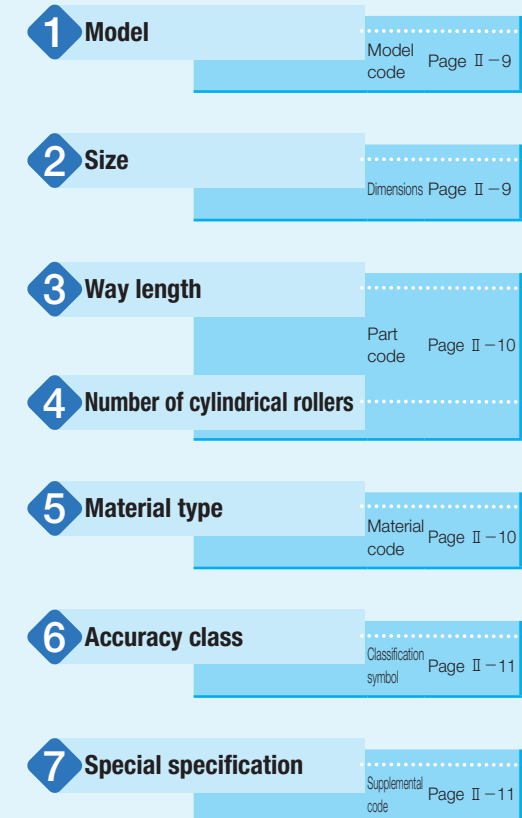 1 Model
Model
code
Page Ⅱ－9
2 Size
Dimensions Page Ⅱ－9
3 Way length
Part
code
Page Ⅱ－10
4 Number of cylindrical rollers
5 Material type
Material
code
Page Ⅱ－10
6 Accuracy class
Classification
symbol
Page Ⅱ－11
7 Special specification
Supplemental
code
Page Ⅱ－11